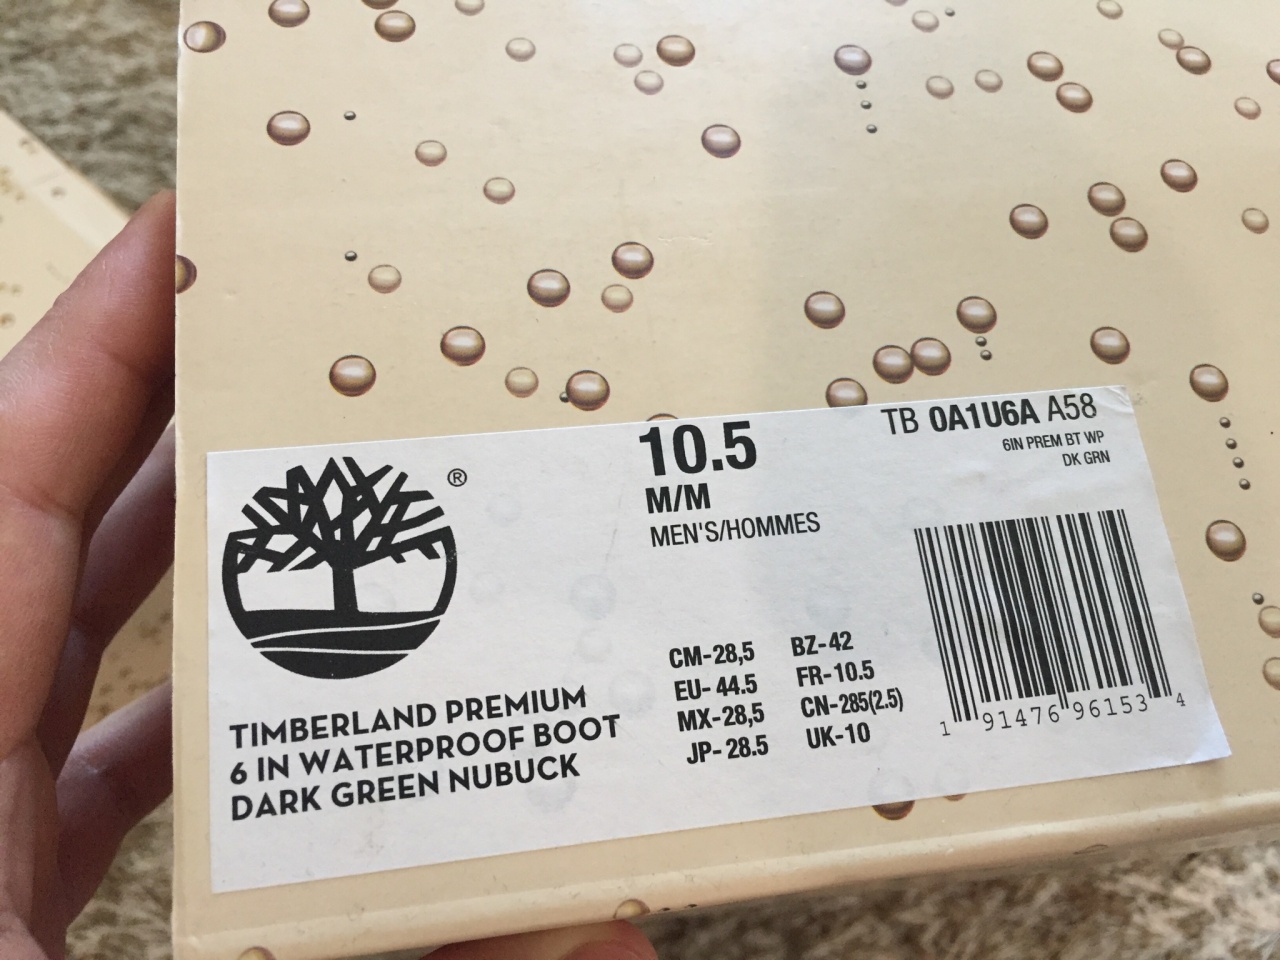 TB 0A1U6A A58
6IN PREM BT WP
DK GRN
10.5
M/M
MEN'S/HOMMES
®
TIMBERLAND PREMIUM
6 IN WATERPROOF BOOT
DARK GREEN NUBUCK
CM-28,5 BZ-42
EU- 44.5 FR-10.5
MX-28,5 CN-285(2.5)
JP- 28.5 UK-10
1 91476 96153 4